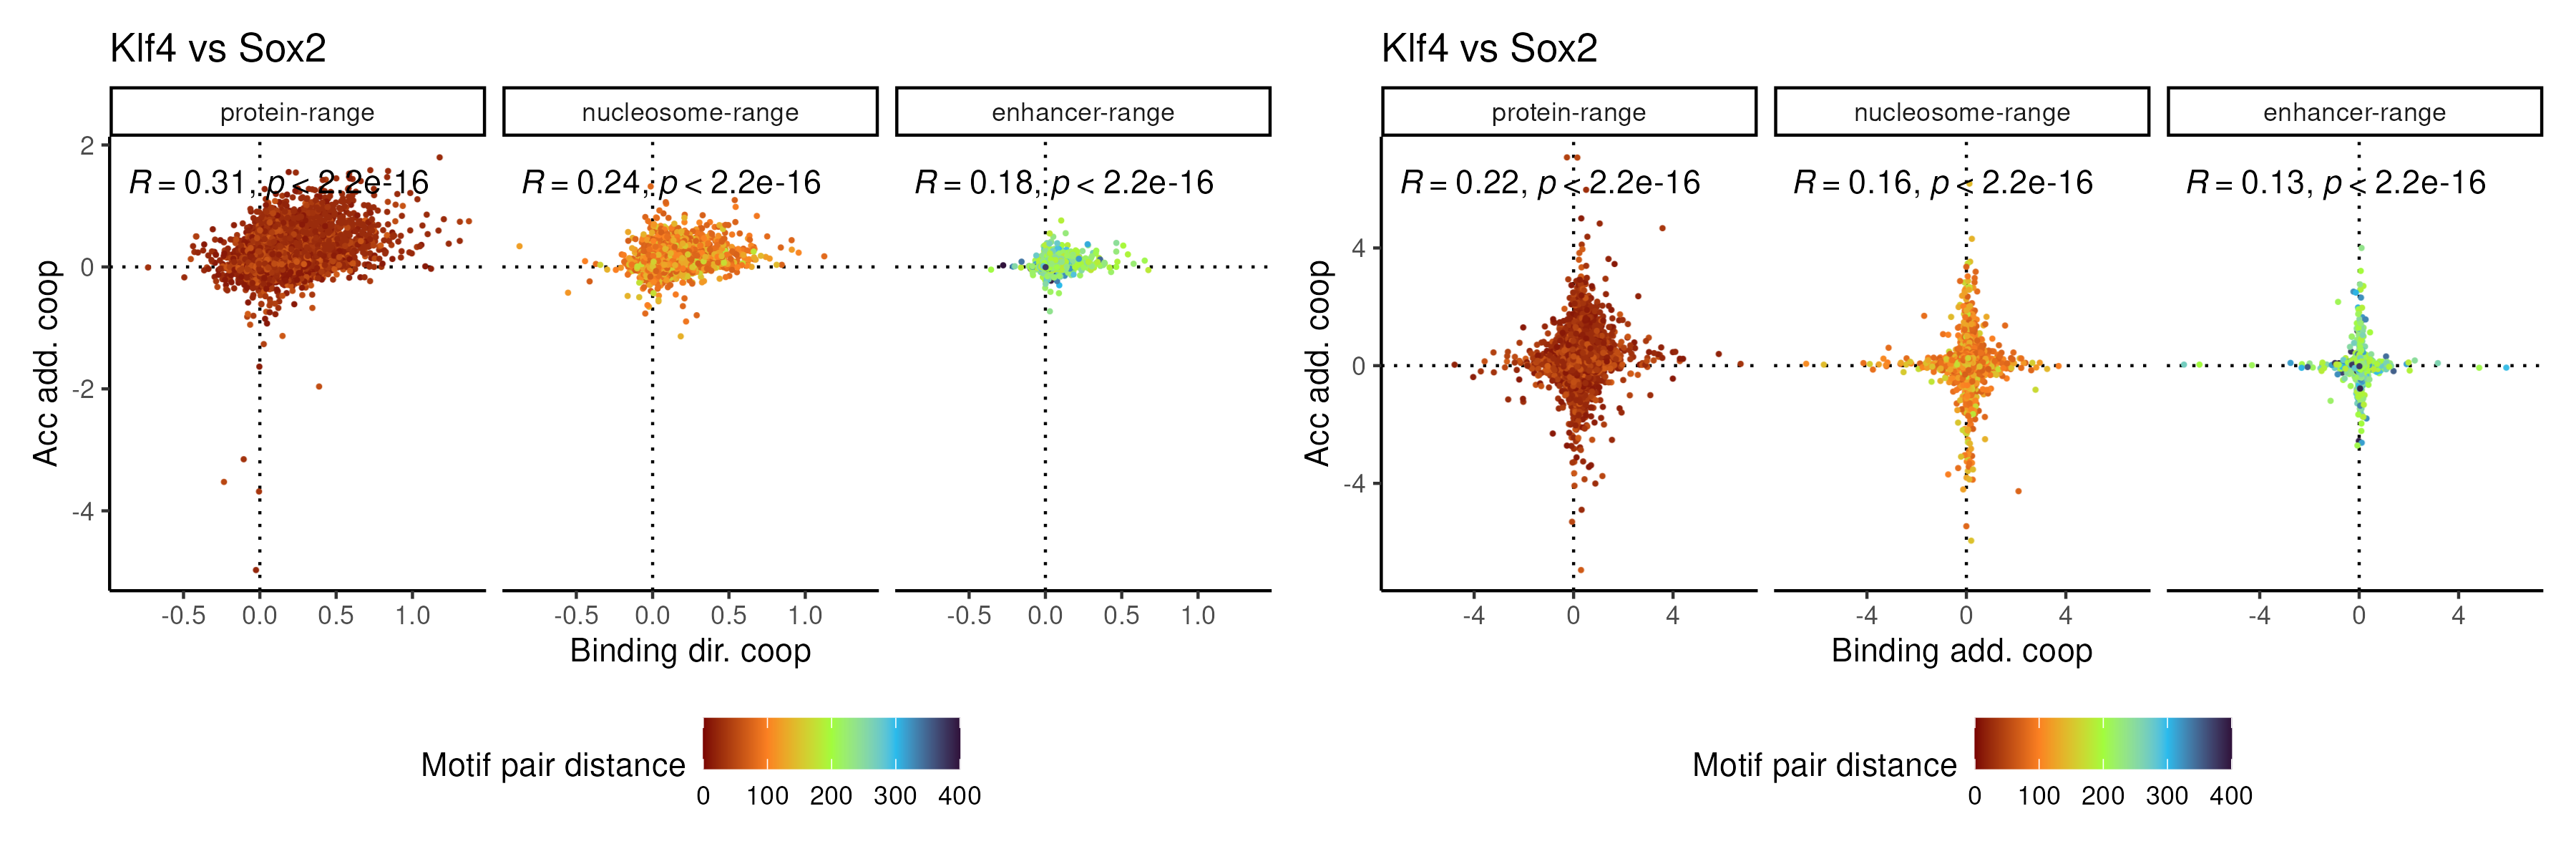 Klf4 vs Sox2
protein-range
nucleosome-range
enhancer-range
R = 0.31, p < 2.2e-16
R = 0.24, p < 2.2e-16
R = 0.18, p < 2.2e-16
2
0
-2
-4
Acc add. coop
-0.5 0.0 0.5 1.0
-0.5 0.0 0.5 1.0
-0.5 0.0 0.5 1.0
Binding dir. coop
Motif pair distance
0 100 200 300 400
Klf4 vs Sox2
protein-range
nucleosome-range
enhancer-range
R = 0.22, p < 2.2e-16
R = 0.16, p < 2.2e-16
R = 0.13, p < 2.2e-16
4
0
-4
Acc add. coop
-4 0 4
-4 0 4
-4 0 4
Binding add. coop
Motif pair distance
0 100 200 300 400